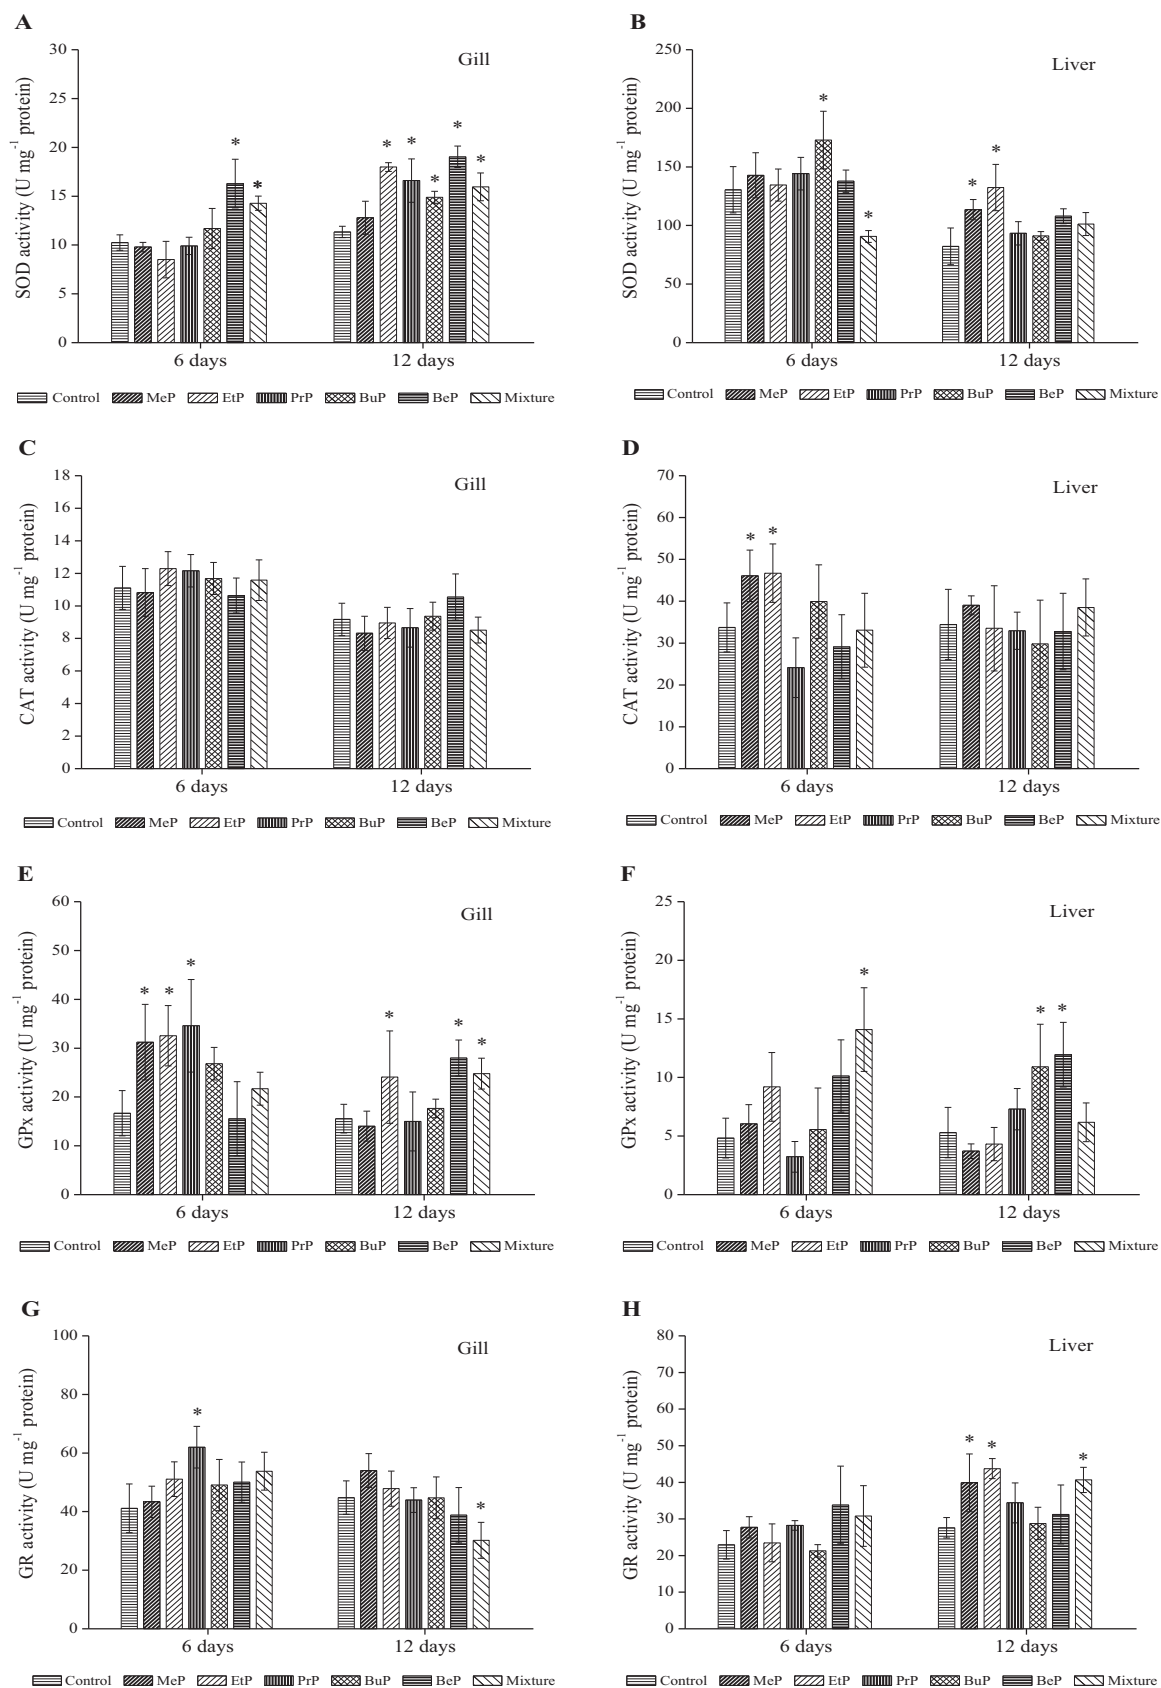 A
SOD activity (U mg-1 protein)
30
25
20
15
10
5
0
Gill
* * * * * * *
6 days 12 days
Control MeP EtP PrP BuP BeP Mixture
B
SOD activity (U mg-1 protein)
250
200
150
100
50
0
Liver
* * * *
6 days 12 days
Control MeP EtP PrP BuP BeP Mixture
C
CAT activity (U mg-1 protein)
18
16
14
12
10
8
6
4
2
0
Gill
6 days 12 days
Control MeP EtP PrP BuP BeP Mixture
D
CAT activity (U mg-1 protein)
70
60
50
40
30
20
10
0
Liver
* *
6 days 12 days
Control MeP EtP PrP BuP BeP Mixture
E
GPx activity (U mg-1 protein)
60
50
40
30
20
10
0
Gill
* * * * * *
6 days 12 days
Control MeP EtP PrP BuP BeP Mixture
F
GPx activity (U mg-1 protein)
25
20
15
10
5
0
Liver
* * *
6 days 12 days
Control MeP EtP PrP BuP BeP Mixture
G
GR activity (U mg-1 protein)
100
80
60
40
20
0
Gill
* *
6 days 12 days
Control MeP EtP PrP BuP BeP Mixture
H
GR activity (U mg-1 protein)
80
70
60
50
40
30
20
10
0
Liver
* * *
6 days 12 days
Control MeP EtP PrP BuP BeP Mixture